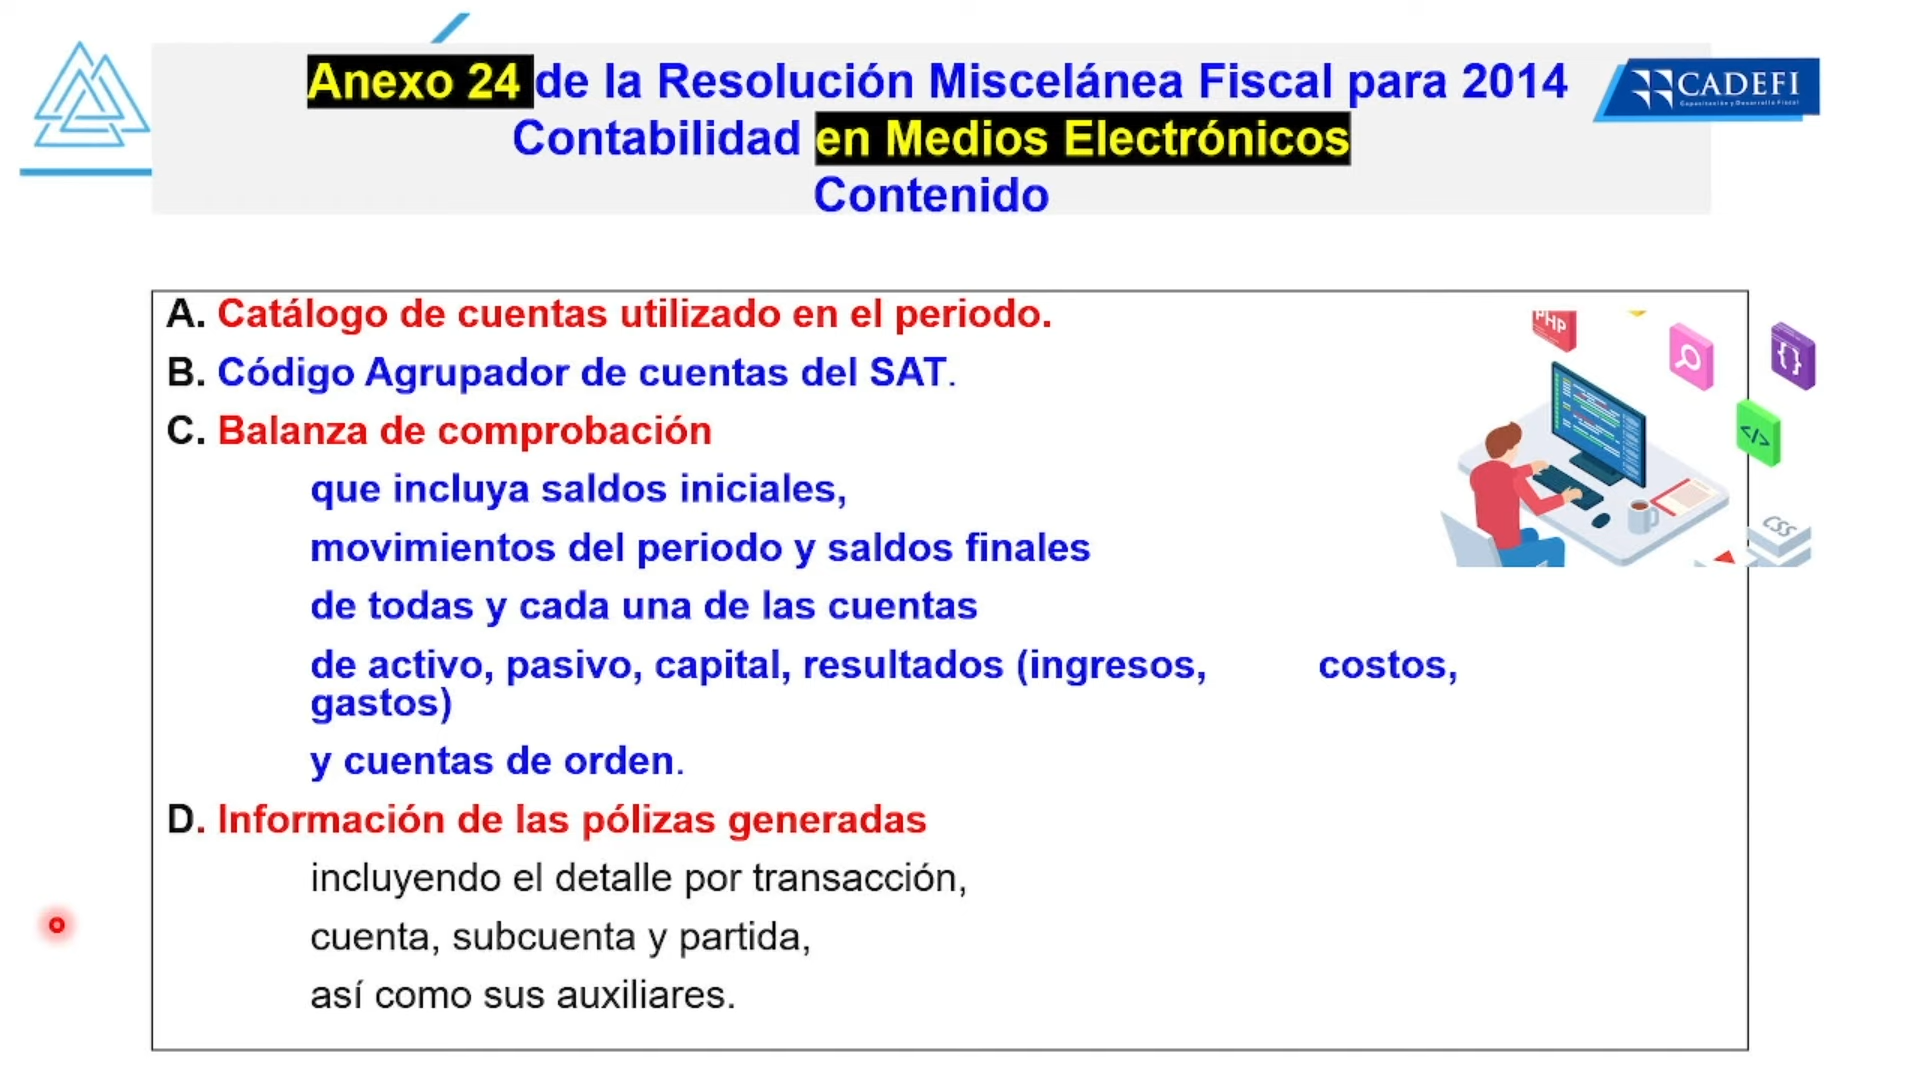 Anexo 24 de la Resolución Miscelánea Fiscal para 2014
CADEFI
Capacitación y Desarrollo Fiscal
Contabilidad en Medios Electrónicos
Contenido
A. Catálogo de cuentas utilizado en el periodo.
B. Código Agrupador de cuentas del SAT.
C. Balanza de comprobación
que incluya saldos iniciales,
movimientos del periodo y saldos finales
de todas y cada una de las cuentas
de activo, pasivo, capital, resultados (ingresos, costos,
gastos)
y cuentas de orden.
D. Información de las pólizas generadas
incluyendo el detalle por transacción,
cuenta, subcuenta y partida,
así como sus auxiliares.
PHP
{}
</>
CSS